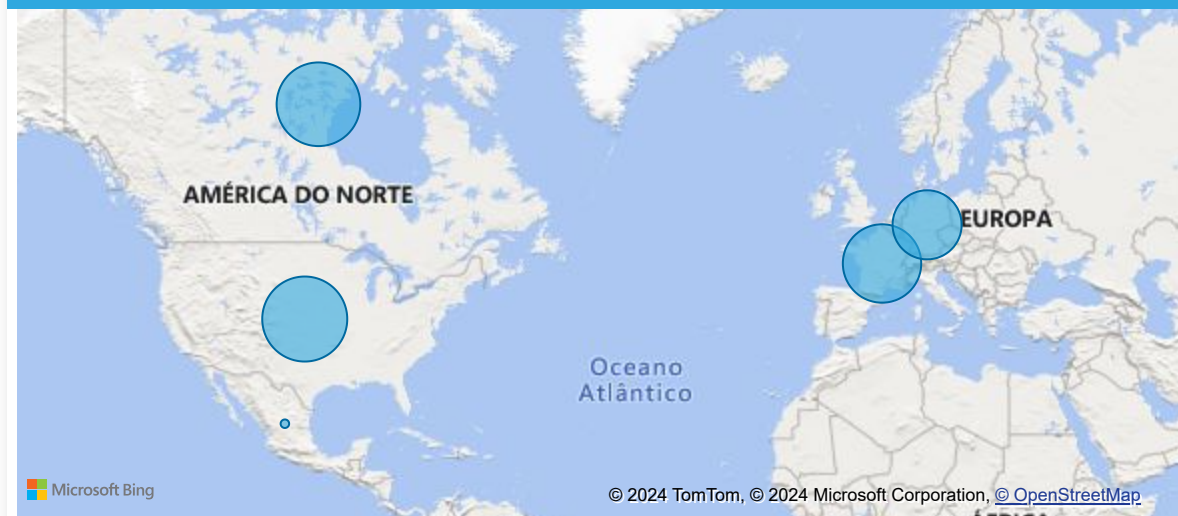 AMÉRICA DO NORTE
EUROPA
Oceano
Atlântico
Microsoft Bing
© 2024 TomTom, © 2024 Microsoft Corporation, © OpenStreetMap